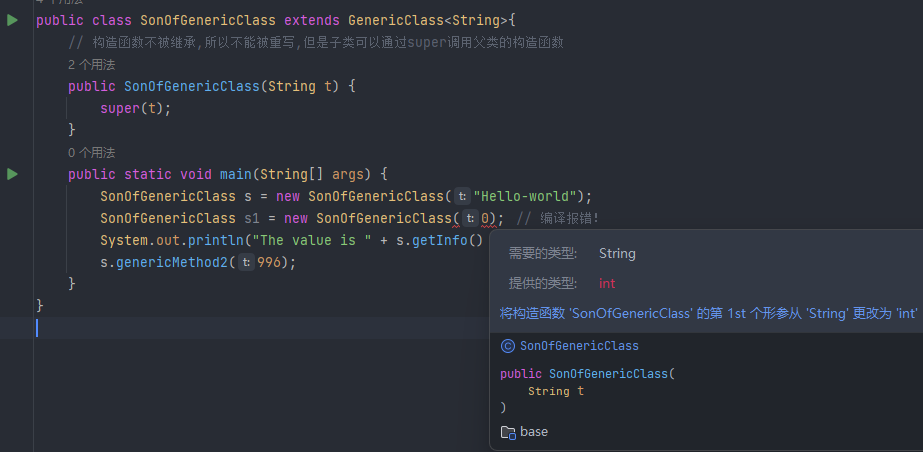 public class SonOfGenericClass extends GenericClass<String>{
// 构造函数不被继承,所以不能被重写,但是子类可以通过super调用父类的构造函数
2 个用法
public SonOfGenericClass(String t) {
super(t);
}
0 个用法
public static void main(String[] args) {
SonOfGenericClass s = new SonOfGenericClass( t: "Hello-world");
SonOfGenericClass s1 = new SonOfGenericClass( t: 0); // 编译报错!
System.out.println("The value is " + s.getInfo()
s.genericMethod2( t: 996);
}
}
需要的类型: String
提供的类型: int
将构造函数 'SonOfGenericClass' 的第 1st 个形参从 'String' 更改为 'int'
C SonOfGenericClass
public SonOfGenericClass(
String t
)
base